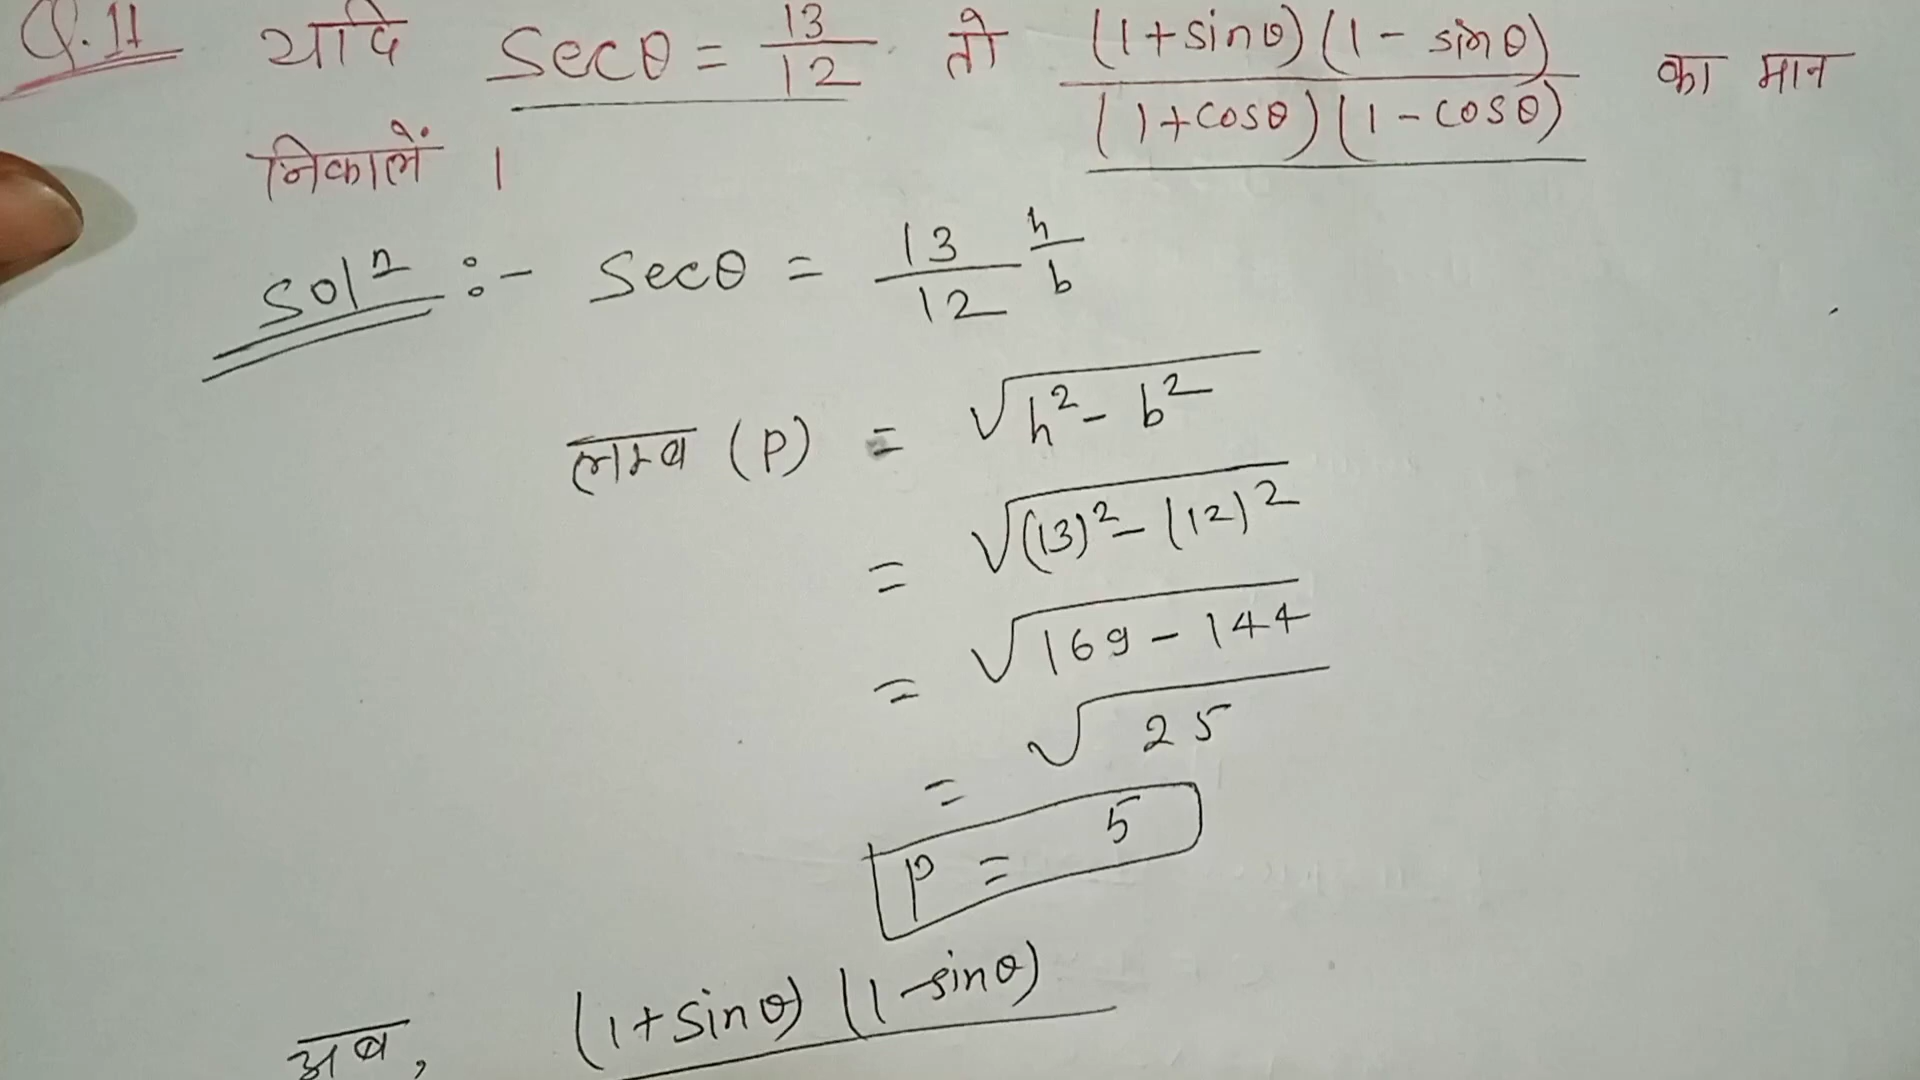 Q.11 यदि secθ = 13/12 तो (1+sinθ)(1-sinθ)/(1+cosθ)(1-cosθ) का मान
निकालें ।
Solⁿ :- Secθ = 13/12 h/b
लम्ब (P) = √h²-b²
= √(13)²-(12)²
= √169-144
= √25
P = 5
अब, (1+sinθ)(1-sinθ)